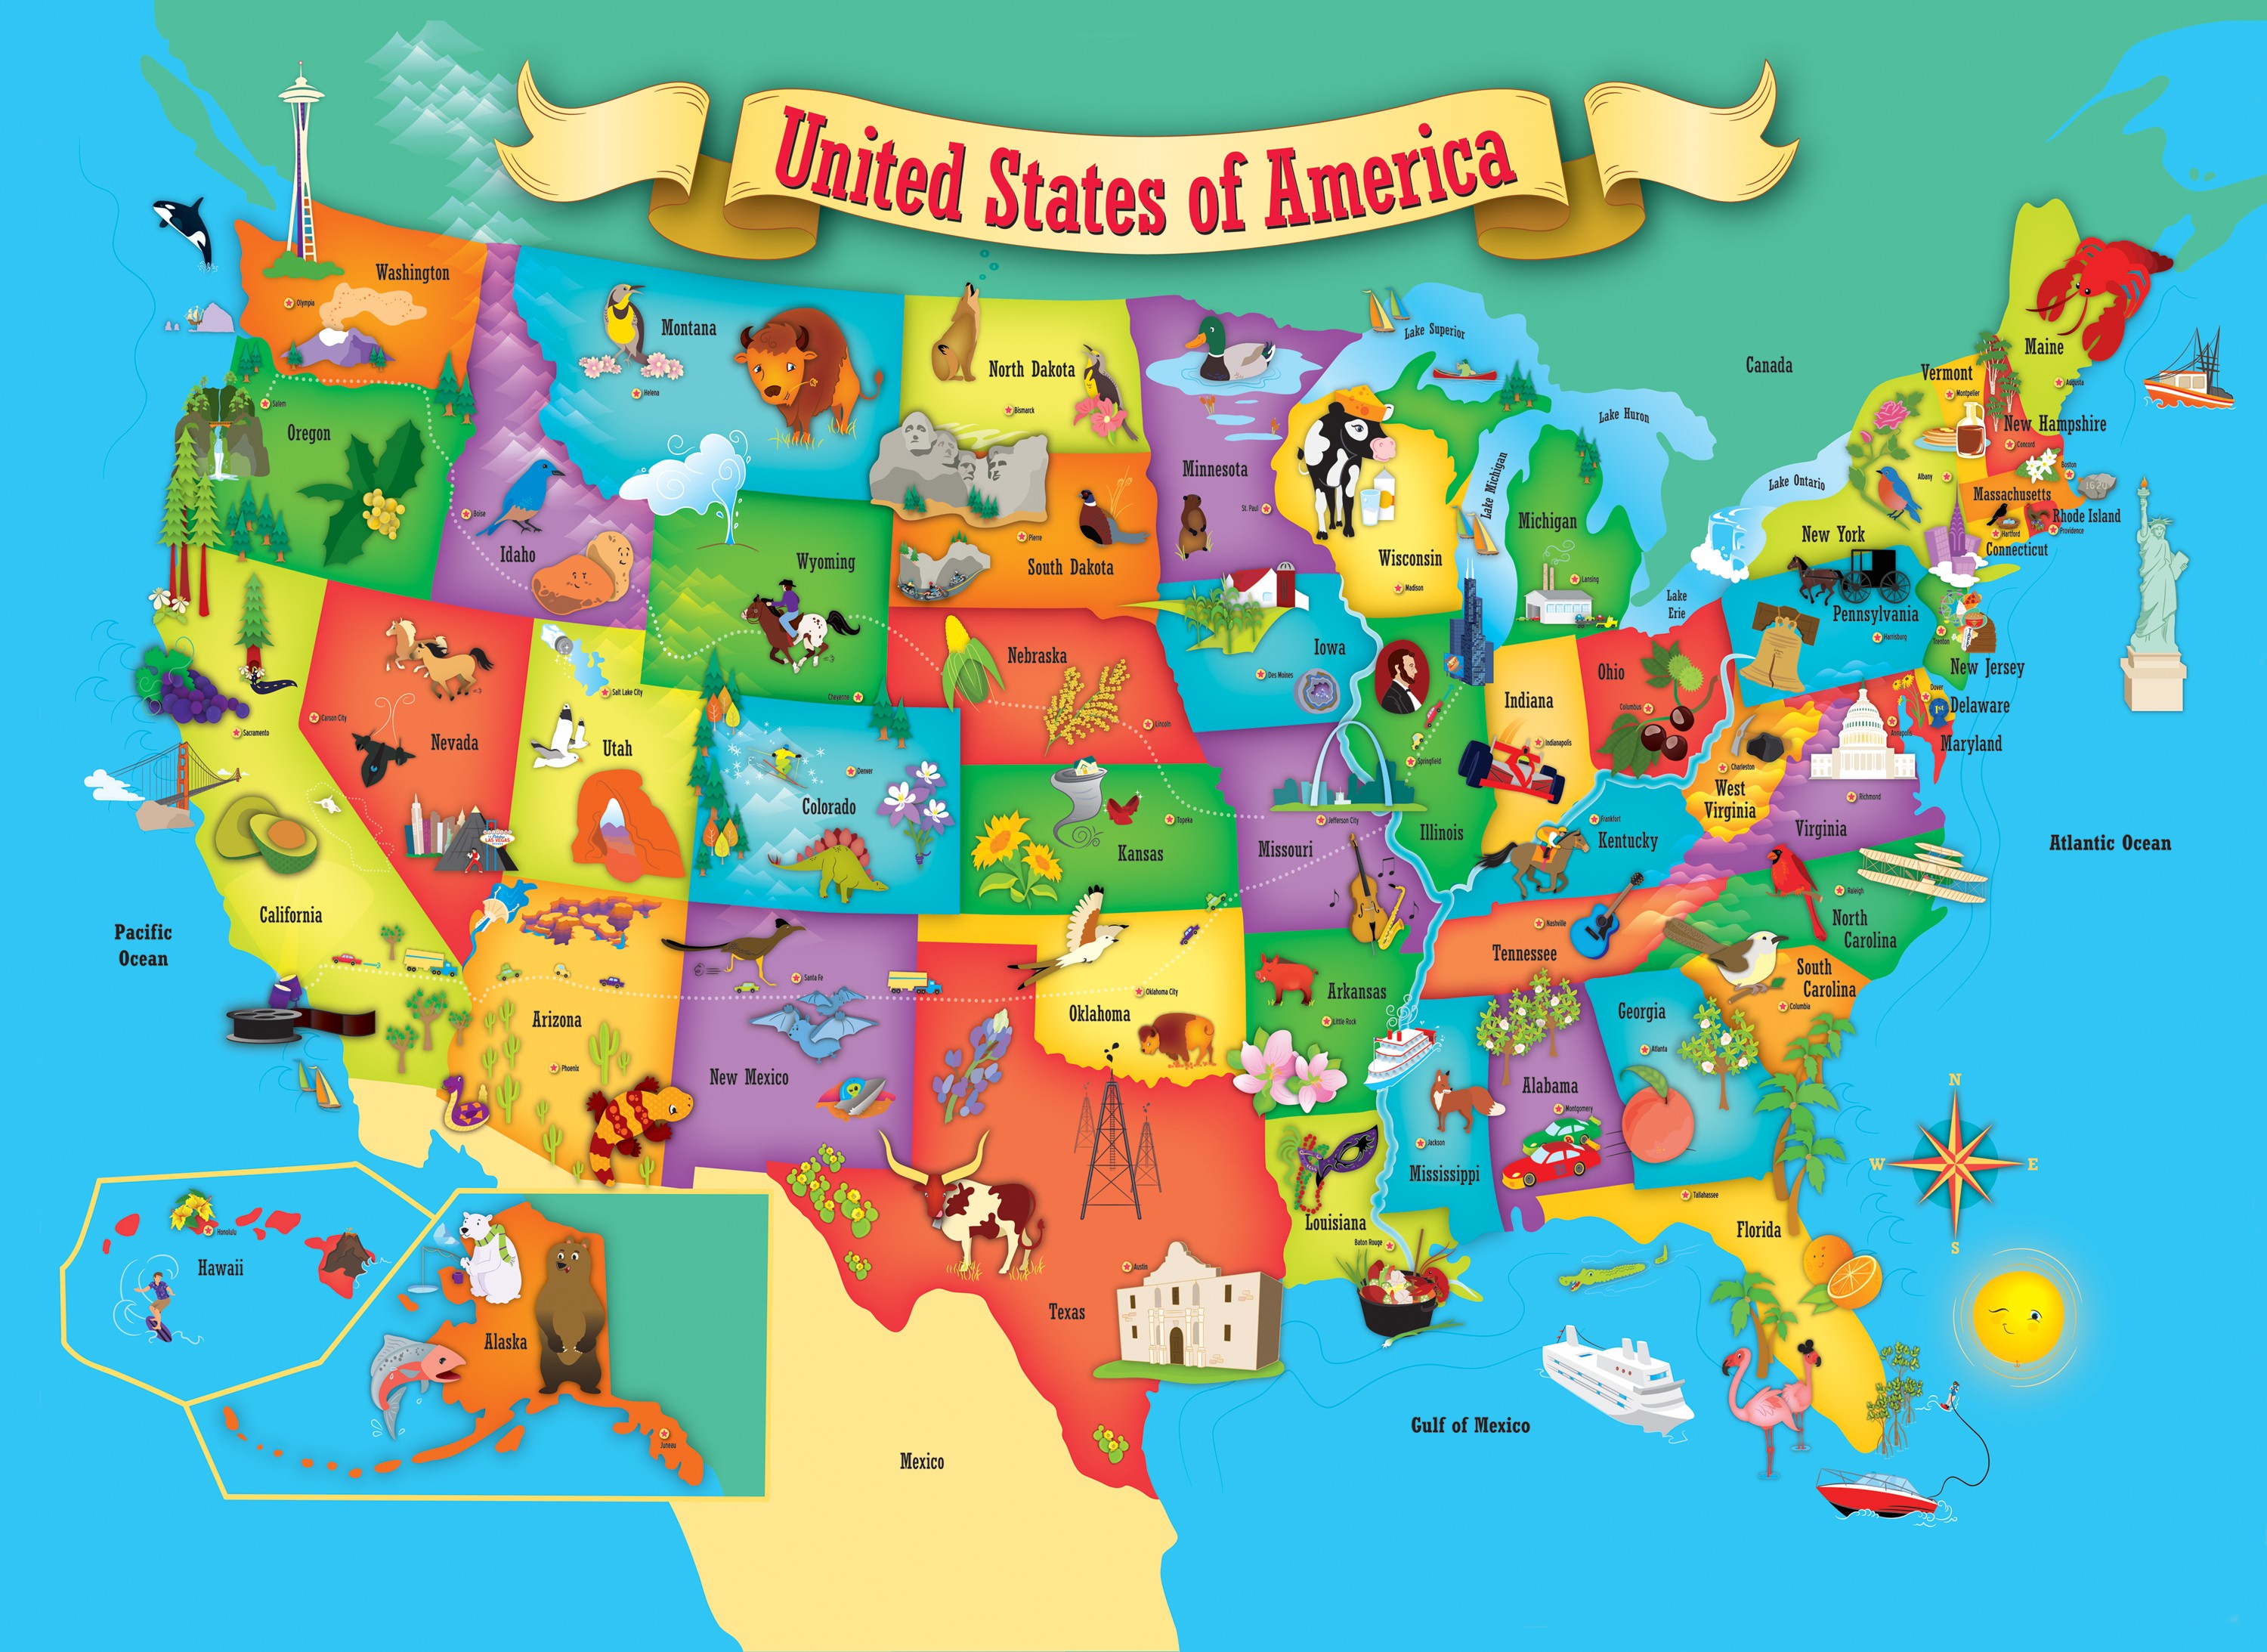 United States of America
Washington
Olympia
Montana
Helena
North Dakota
Bismarck
Minnesota
St. Paul
Lake Superior
Lake Huron
Lake Michigan
Lake Ontario
Lake
Erie
Canada
Maine
Augusta
Vermont
Montpelier
New Hampshire
Concord
Boston
Massachusetts
1620
Rhode Island
Providence
Hartford
Connecticut
Albany
New York
Oregon
Salem
Idaho
Boise
Wyoming
Cheyenne
South Dakota
Pierre
Wisconsin
Madison
Michigan
Lansing
Pennsylvania
Harrisburg
Trenton
New Jersey
Dover
1st
Delaware
Annapolis
Maryland
Nebraska
Lincoln
Iowa
Des Moines
Illinois
Springfield
Indiana
Indianapolis
Ohio
Columbus
West
Virginia
Charleston
Virginia
Richmond
Sacramento
California
Nevada
Carson City
LAS VEGAS
Utah
Salt Lake City
Colorado
Denver
Kansas
Topeka
Missouri
Jefferson City
Kentucky
Frankfort
Tennessee
Nashville
North
Carolina
Raleigh
South
Carolina
Columbia
Atlantic Ocean
Pacific
Ocean
Arizona
Phoenix
New Mexico
Santa Fe
Oklahoma
Oklahoma City
Arkansas
Little Rock
Mississippi
Jackson
Alabama
Montgomery
Georgia
Atlanta
Texas
Austin
Louisiana
Baton Rouge
Florida
Tallahassee
N
W
E
S
Hawaii
Honolulu
Alaska
Juneau
Mexico
Gulf of Mexico